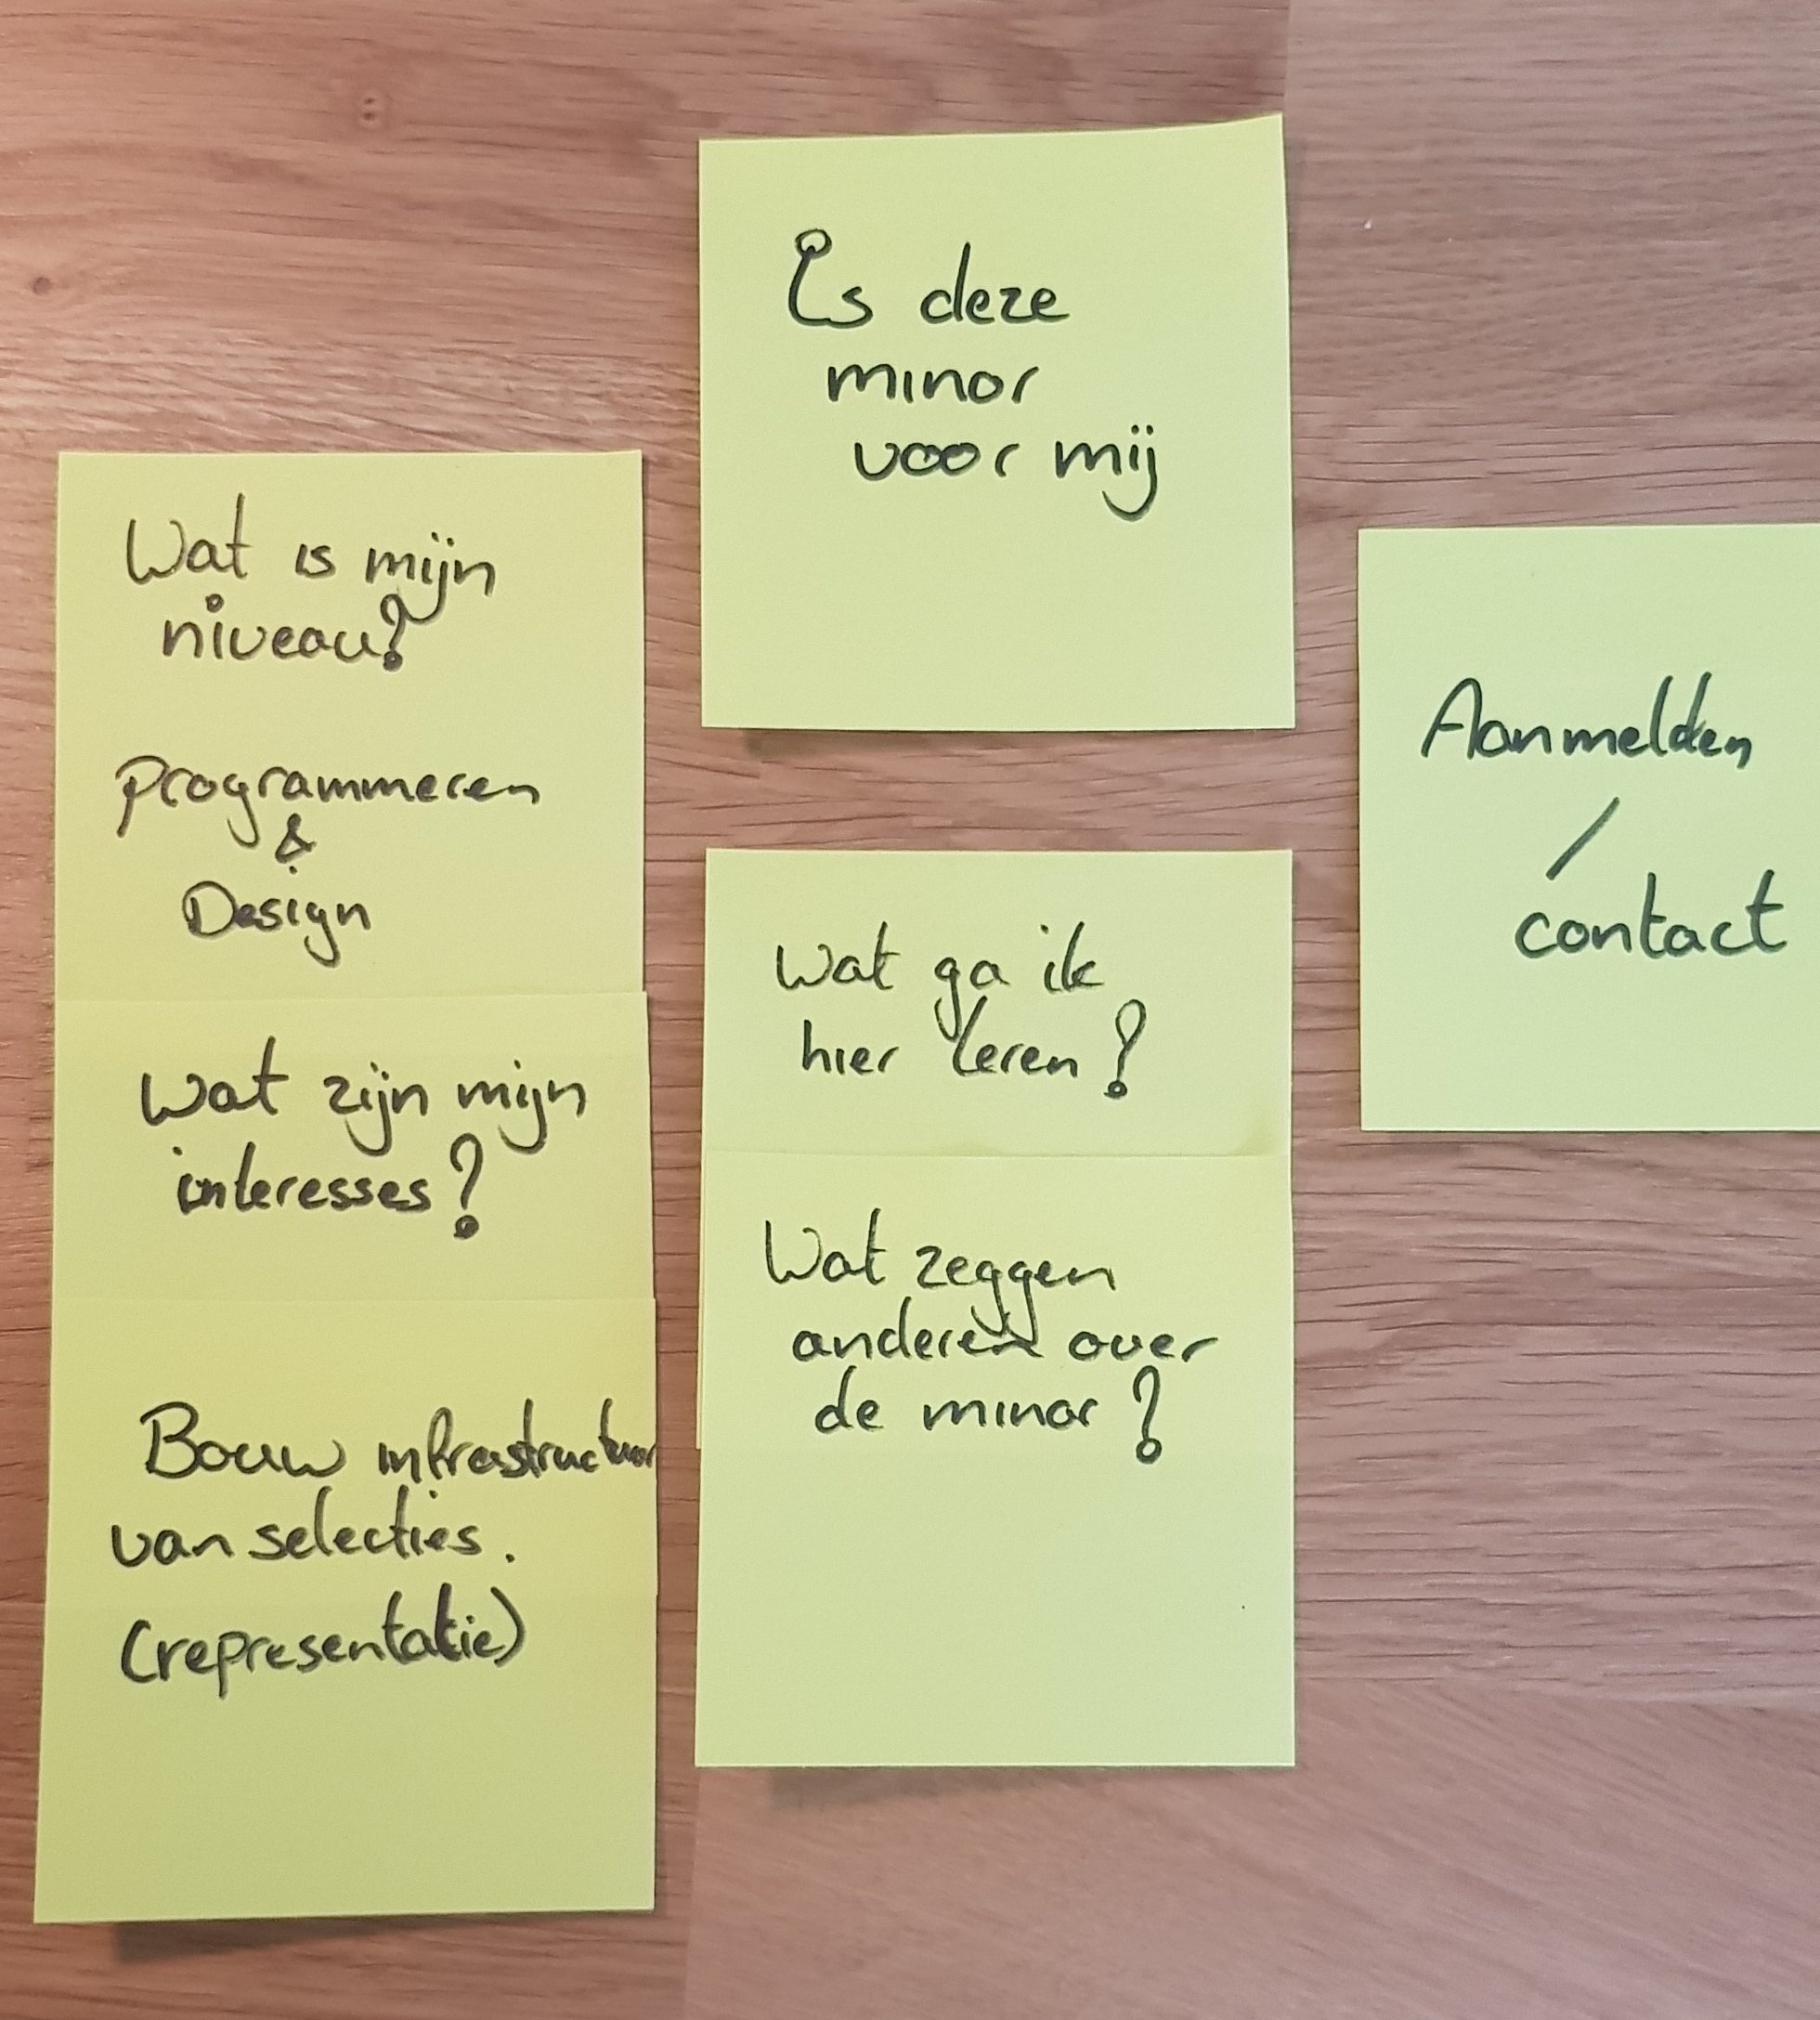 Is deze
minor
voor mij
Wat is mijn
niveau?
Programmeren
&
Design
Wat zijn mijn
interesses?
Bouw infrastructuur
van selecties.
(representatie)
Wat ga ik
hier leren?
Wat zeggen
anderen over
de minor?
Aanmelden
/
contact